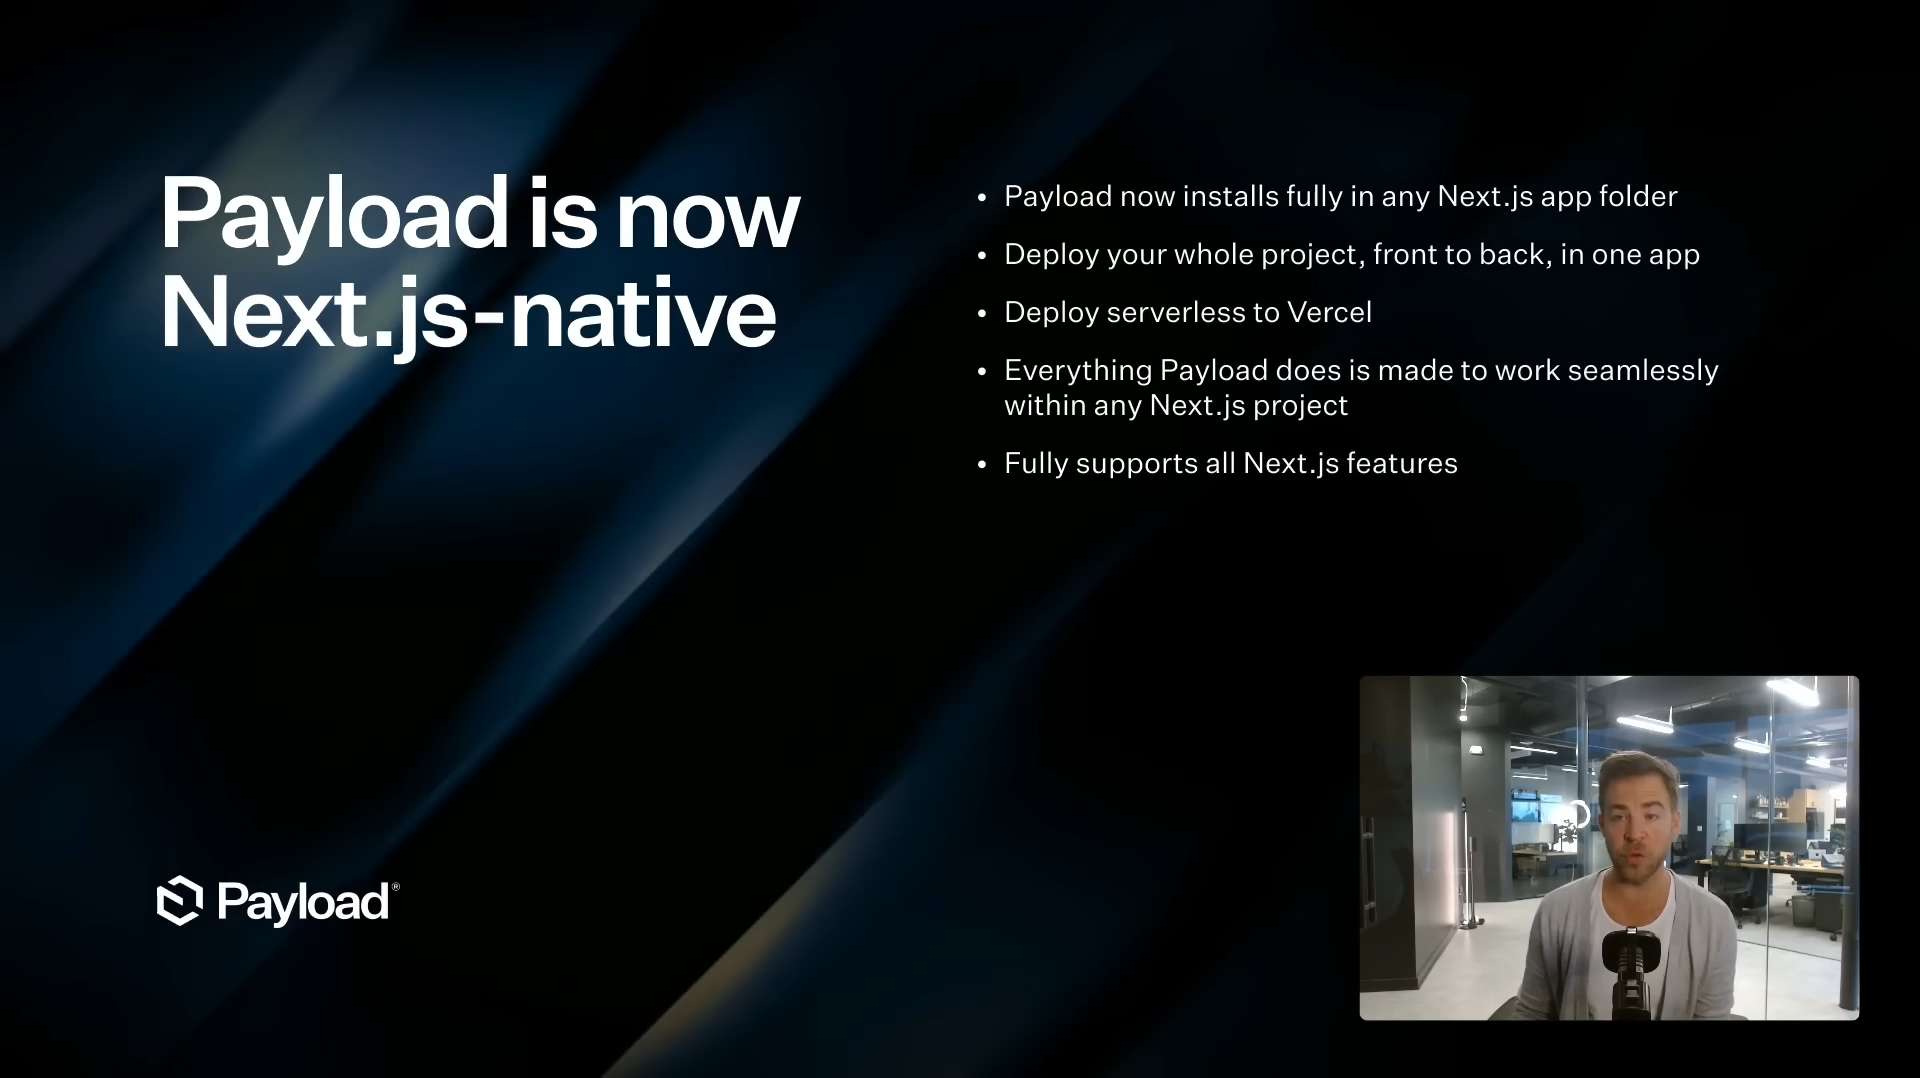 Payload is now
Next.js-native
• Payload now installs fully in any Next.js app folder
• Deploy your whole project, front to back, in one app
• Deploy serverless to Vercel
• Everything Payload does is made to work seamlessly
within any Next.js project
• Fully supports all Next.js features
Payload®